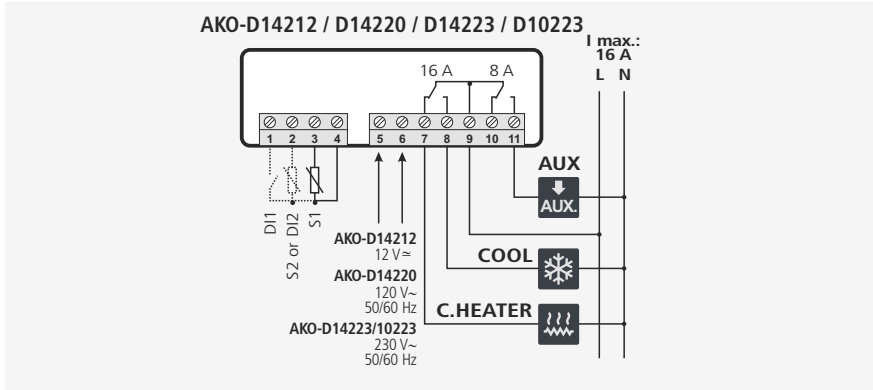 AKO-D14212 / D14220 / D14223 / D10223
I max.:
16 A
L N
16 A 8 A
1 2 3 4 5 6 7 8 9 10 11
DI1
S2 or DI2
S1
AUX
AUX.
AKO-D14212
12 V≃
COOL
AKO-D14220
120 V~
50/60 Hz
C.HEATER
AKO-D14223/10223
230 V~
50/60 Hz